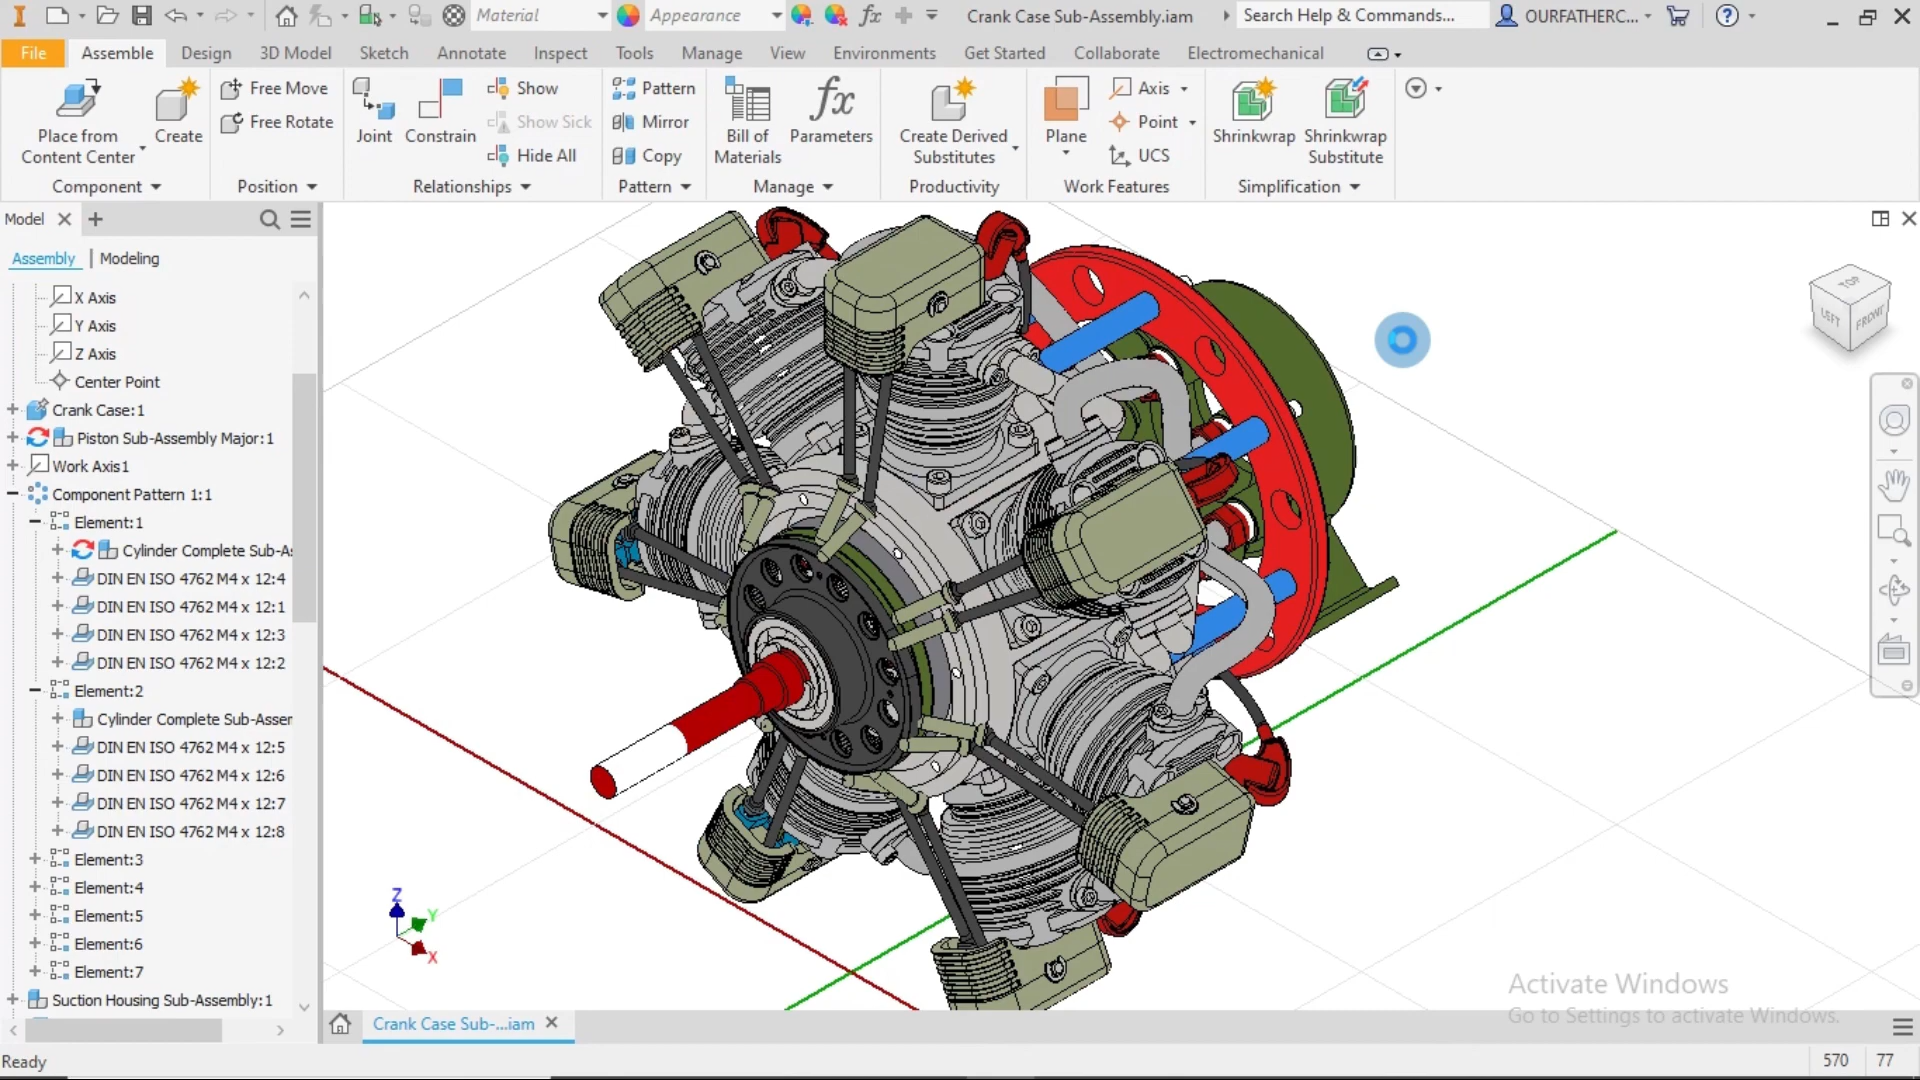 Material
Appearance
Crank Case Sub-Assembly.iam
Search Help & Commands...
OURFATHERC...
File
Assemble
Design
3D Model
Sketch
Annotate
Inspect
Tools
Manage
View
Environments
Get Started
Collaborate
Electromechanical
Place from
Content Center
Create
Free Move
Free Rotate
Joint
Constrain
Show
Show Sick
Hide All
Pattern
Mirror
Copy
Bill of
Materials
fx
Parameters
Create Derived
Substitutes
Plane
Axis
Point
UCS
Shrinkwrap
Shrinkwrap
Substitute
Component
Position
Relationships
Pattern
Manage
Productivity
Work Features
Simplification
Model
Assembly
Modeling
X Axis
Y Axis
Z Axis
Center Point
Crank Case:1
Piston Sub-Assembly Major:1
Work Axis1
Component Pattern 1:1
Element:1
Cylinder Complete Sub-As
DIN EN ISO 4762 M4 x 12:4
DIN EN ISO 4762 M4 x 12:1
DIN EN ISO 4762 M4 x 12:3
DIN EN ISO 4762 M4 x 12:2
Element:2
Cylinder Complete Sub-Assem
DIN EN ISO 4762 M4 x 12:5
DIN EN ISO 4762 M4 x 12:6
DIN EN ISO 4762 M4 x 12:7
DIN EN ISO 4762 M4 x 12:8
Element:3
Element:4
Element:5
Element:6
Element:7
Suction Housing Sub-Assembly:1
TOP
LEFT
FRONT
Z
Y
X
Activate Windows
Go to Settings to activate Windows.
Crank Case Sub-...iam
Ready
570
77